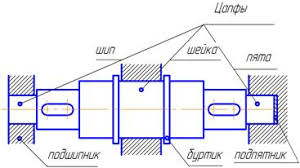 Цапфы
шип
шейка
пята
подшипник
буртик
подпятник